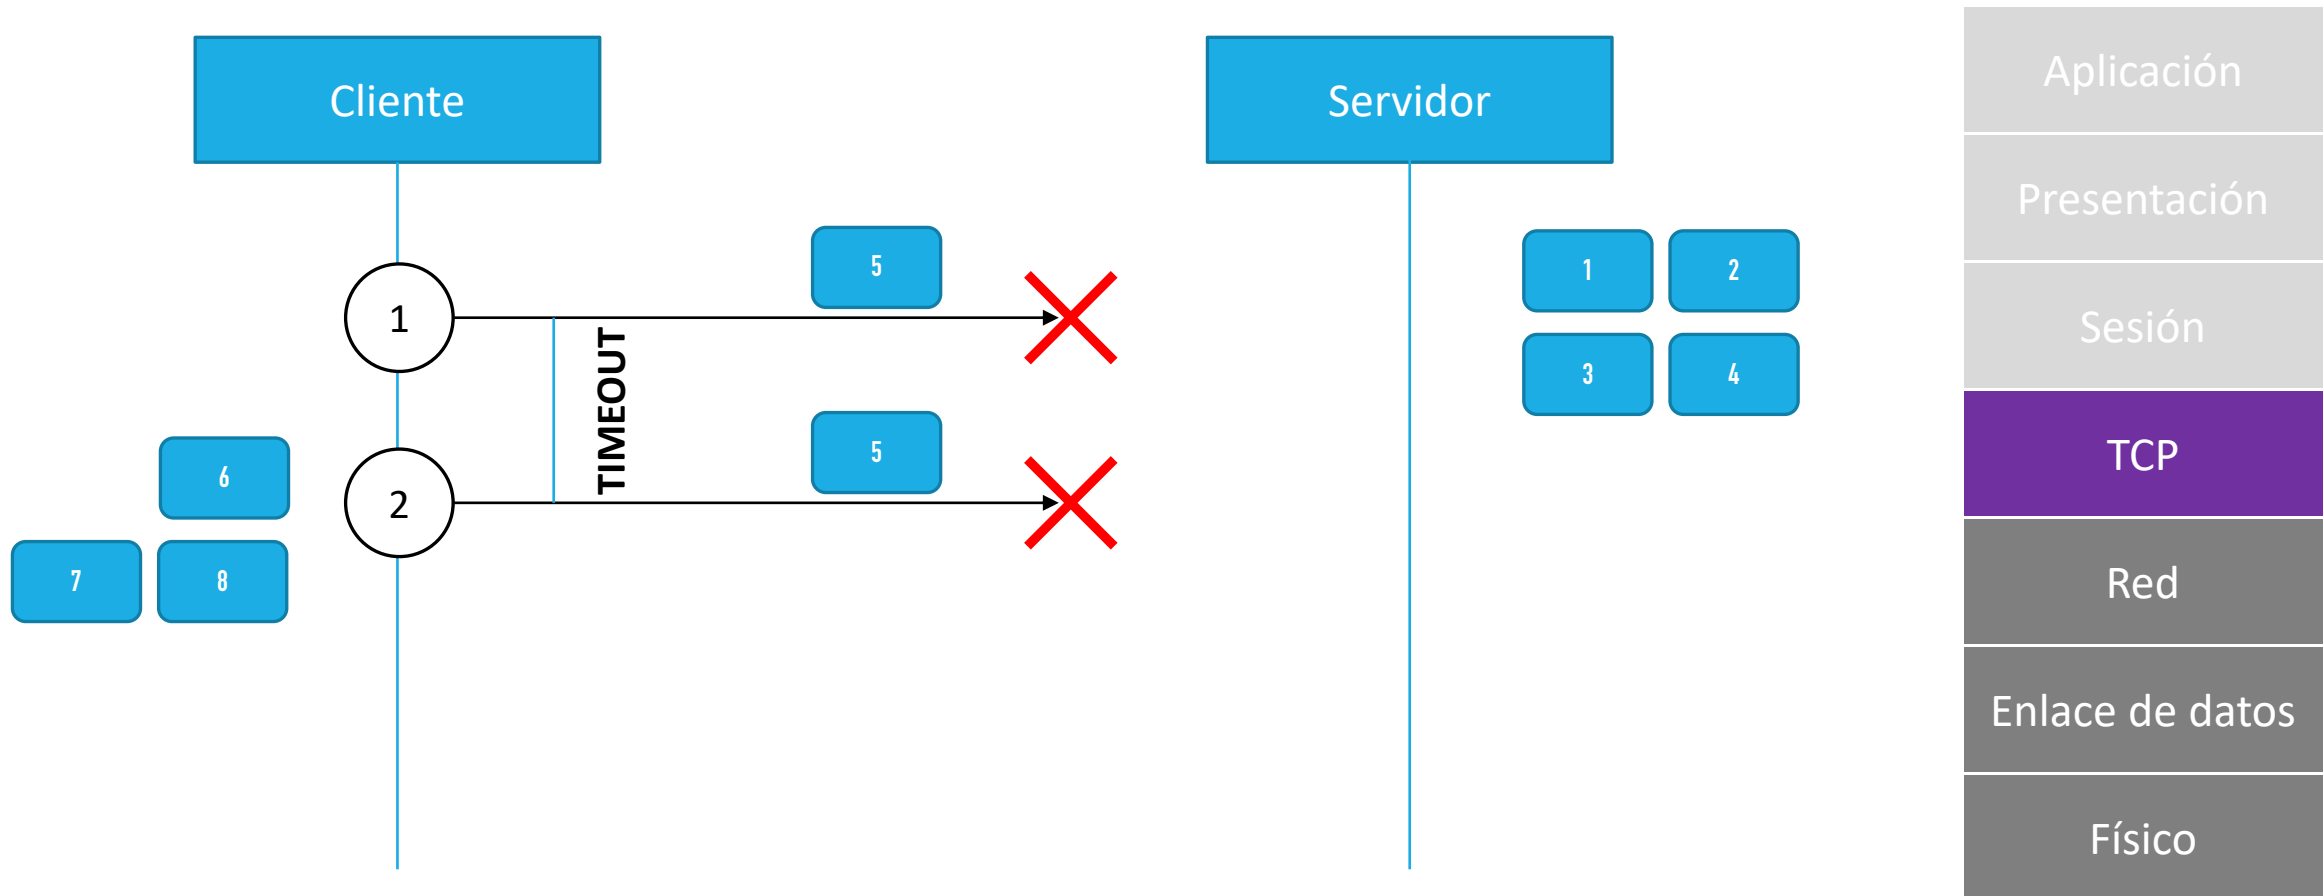 Cliente
Servidor
5
1
TIMEOUT
5
2
6
7
8
1
2
3
4
Aplicación
Presentación
Sesión
TCP
Red
Enlace de datos
Físico